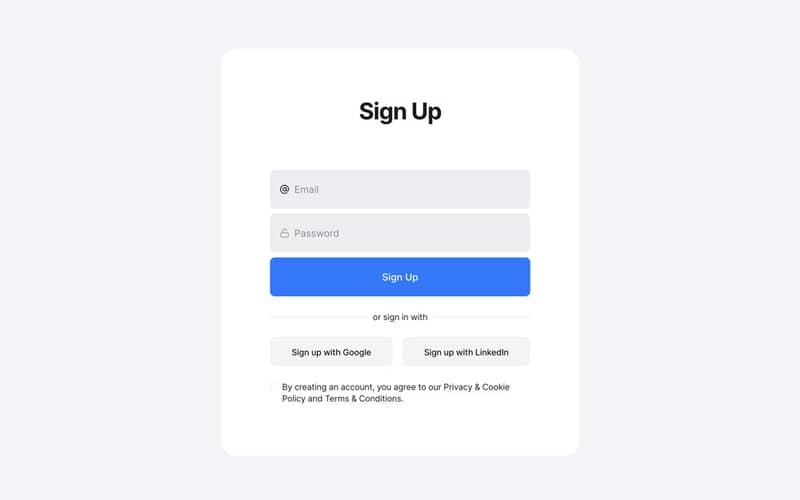 Sign Up
Email
Password
Sign Up
or sign in with
Sign up with Google
Sign up with LinkedIn
By creating an account, you agree to our Privacy & Cookie
Policy and Terms & Conditions.